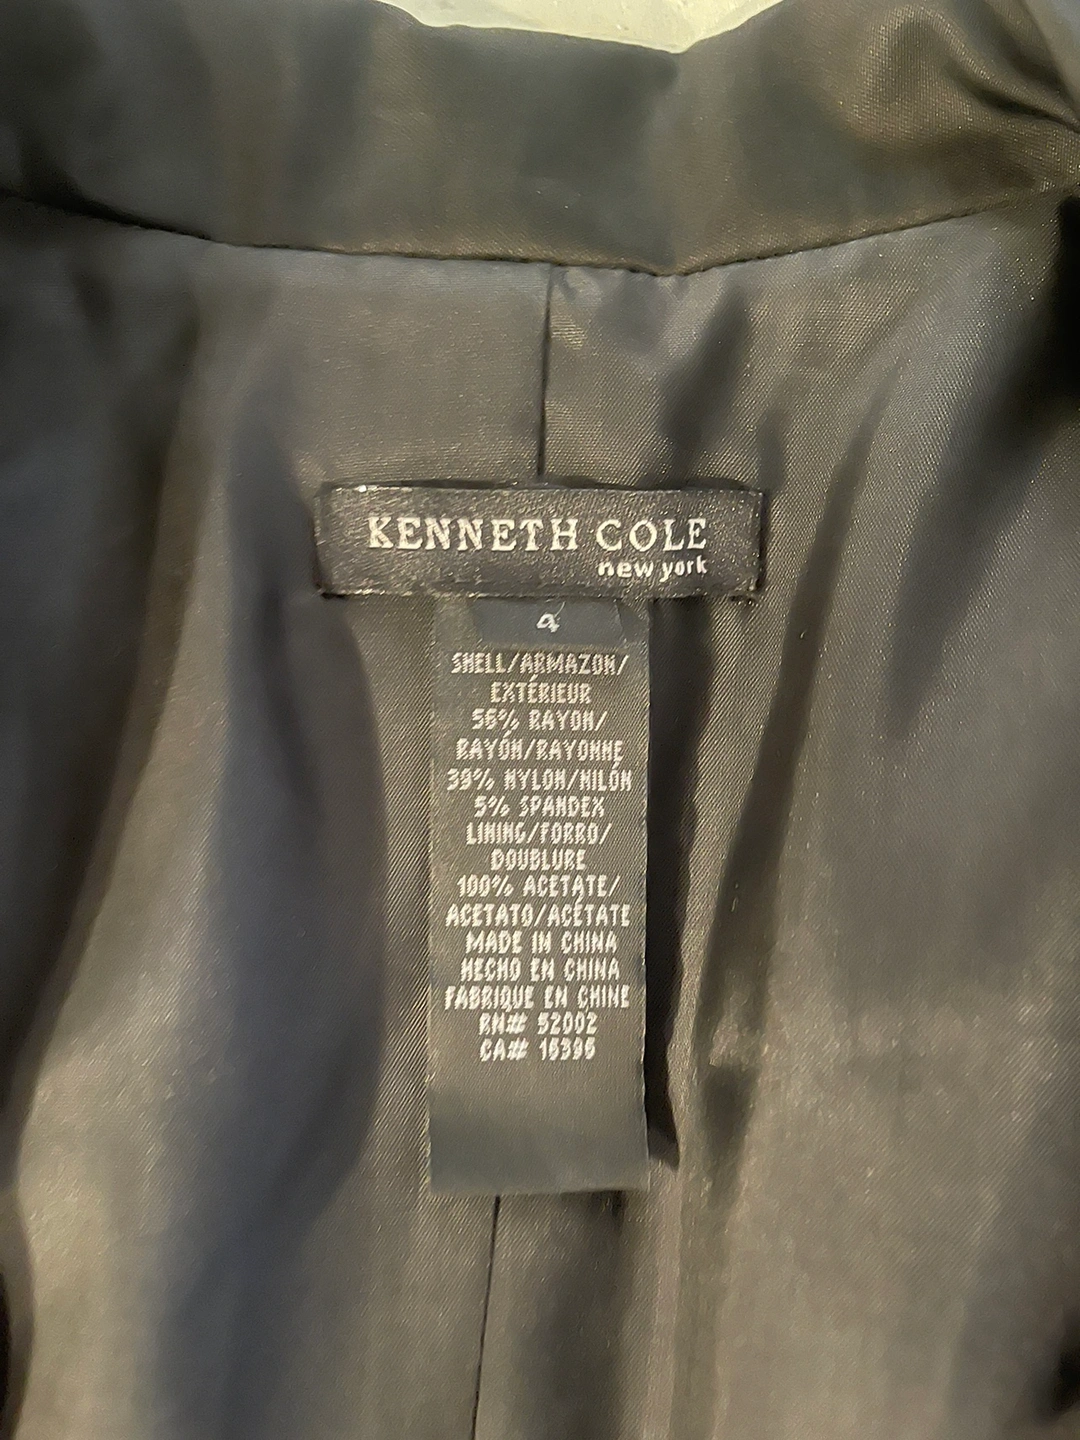 KENNETH COLE
new york
4
SHELL/ARMAZON/
EXTÉRIEUR
56% RAYON/
RAYÓN/RAYONNE
39% NYLON/NILÓN
5% SPANDEX
LINING/FORRO/
DOUBLURE
100% ACETATE/
ACETATO/ACÉTATE
MADE IN CHINA
HECHO EN CHINA
FABRIQUE EN CHINE
RN# 52002
CA# 16396